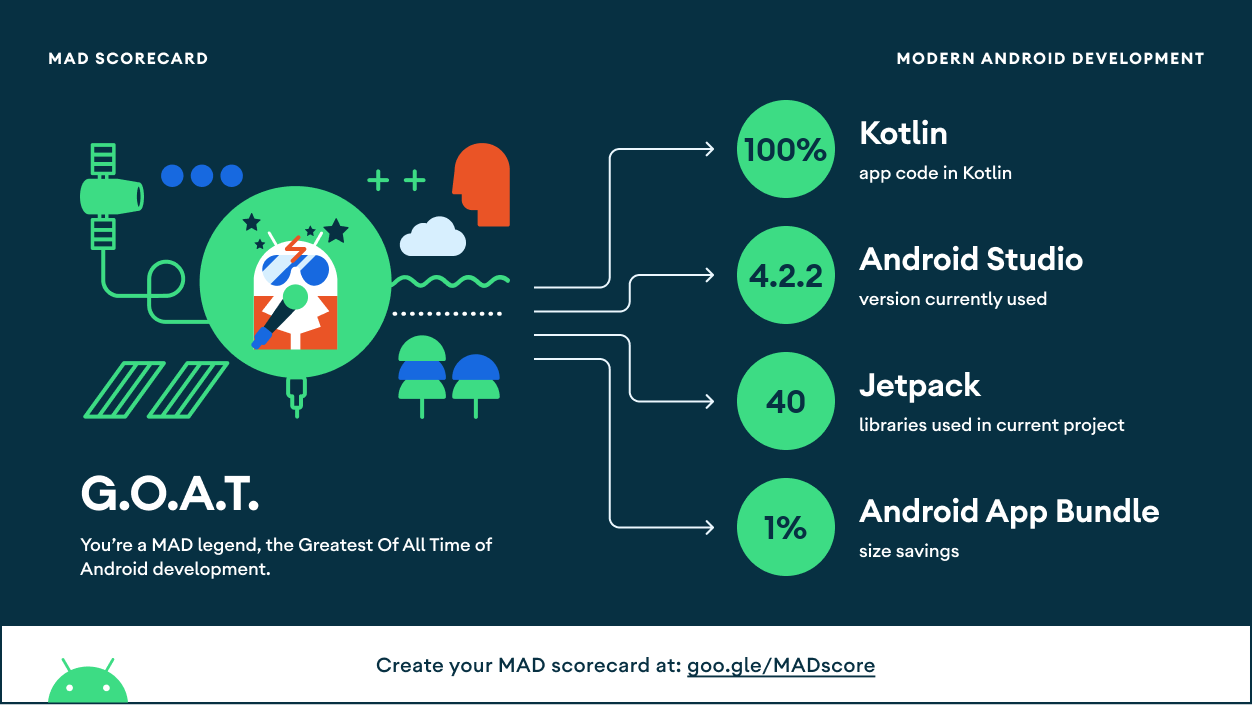 MAD SCORECARD
MODERN ANDROID DEVELOPMENT
100%
Kotlin
app code in Kotlin
4.2.2
Android Studio
version currently used
40
Jetpack
libraries used in current project
1%
Android App Bundle
size savings
G.O.A.T.
You’re a MAD legend, the Greatest Of All Time of
Android development.
Create your MAD scorecard at: goo.gle/MADscore